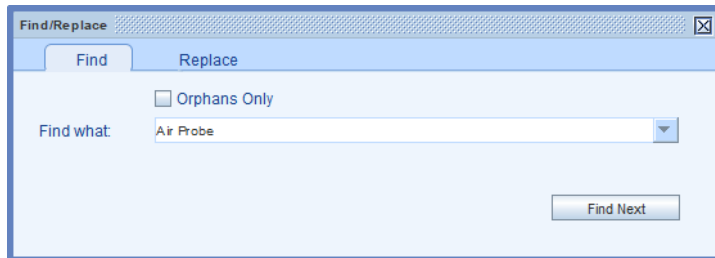 Find/Replace
Find Replace
Orphans Only
Find what: Air Probe
Find Next